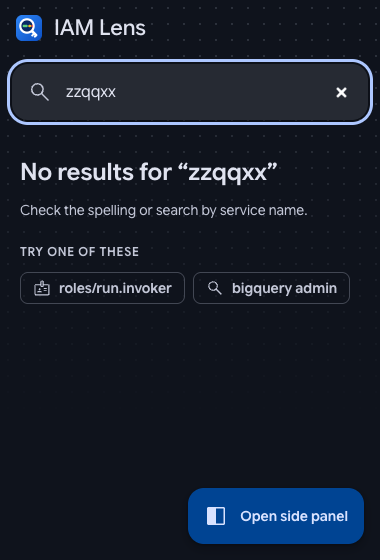 IAM Lens
zzqqxx
No results for “zzqqxx”
Check the spelling or search by service name.
TRY ONE OF THESE
roles/run.invoker
bigquery admin
Open side panel